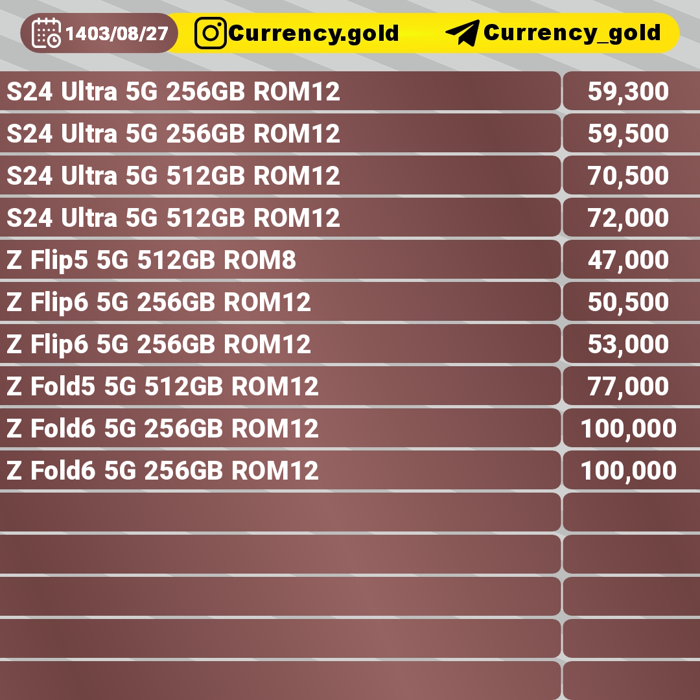 1403/08/27 Currency.gold Currency_gold
S24 Ultra 5G 256GB ROM12 59,300
S24 Ultra 5G 256GB ROM12 59,500
S24 Ultra 5G 512GB ROM12 70,500
S24 Ultra 5G 512GB ROM12 72,000
Z Flip5 5G 512GB ROM8 47,000
Z Flip6 5G 256GB ROM12 50,500
Z Flip6 5G 256GB ROM12 53,000
Z Fold5 5G 512GB ROM12 77,000
Z Fold6 5G 256GB ROM12 100,000
Z Fold6 5G 256GB ROM12 100,000